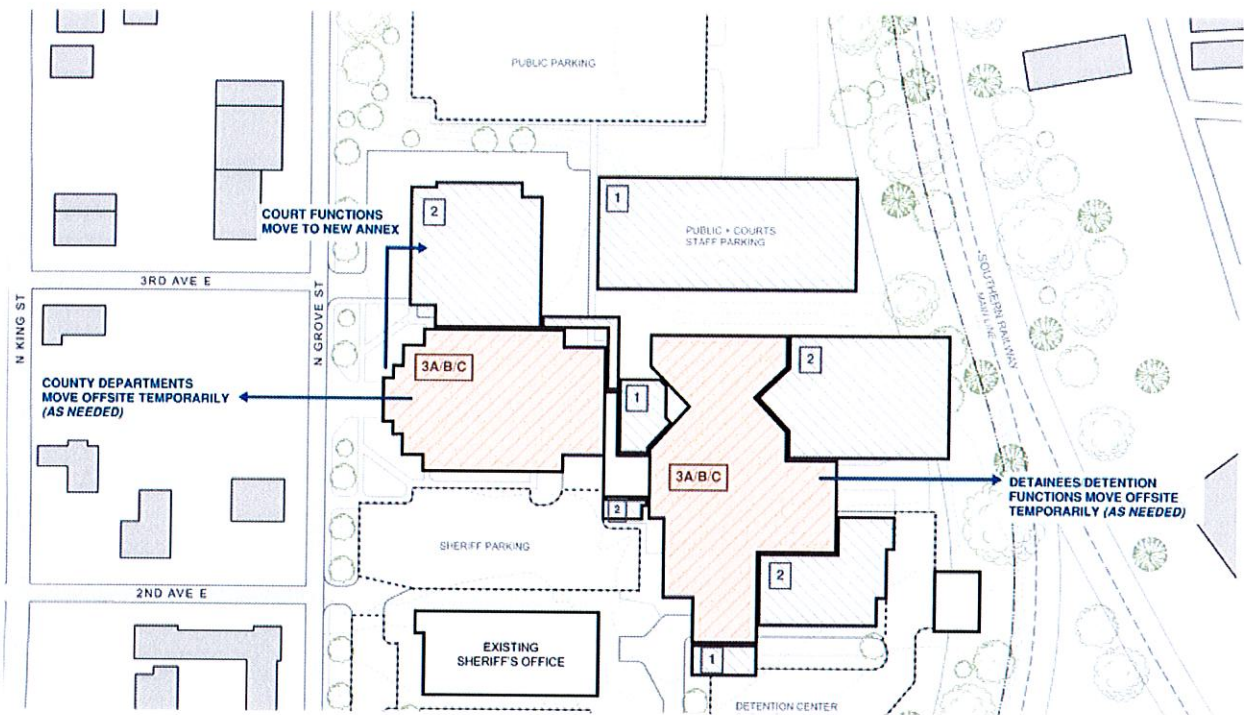 PUBLIC PARKING
2
1
COURT FUNCTIONS
MOVE TO NEW ANNEX
PUBLIC + COURTS
STAFF PARKING
3RD AVE E
N KING ST
N GROVE ST
SOUTHERN RAILWAY
MAIN LINE
3A/B/C
2
COUNTY DEPARTMENTS
MOVE OFFSITE TEMPORARILY
(AS NEEDED)
1
3A/B/C
DETAINEES DETENTION
FUNCTIONS MOVE OFFSITE
TEMPORARILY (AS NEEDED)
2
SHERIFF PARKING
2
2ND AVE E
EXISTING
SHERIFF'S OFFICE
1
DETENTION CENTER